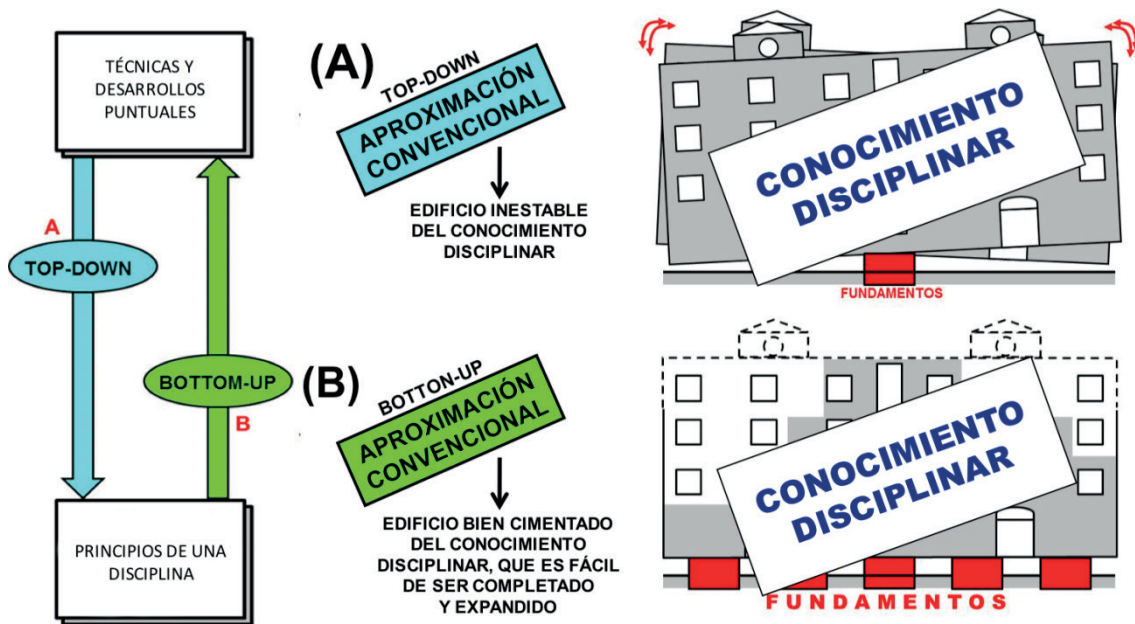 TÉCNICAS Y
DESARROLLOS
PUNTUALES
A
TOP-DOWN
BOTTOM-UP
B
PRINCIPIOS DE UNA
DISCIPLINA
(A)
TOP-DOWN
APROXIMACIÓN
CONVENCIONAL
EDIFICIO INESTABLE
DEL CONOCIMIENTO
DISCIPLINAR
CONOCIMIENTO
DISCIPLINAR
FUNDAMENTOS
(B)
BOTTON-UP
APROXIMACIÓN
CONVENCIONAL
EDIFICIO BIEN CIMENTADO
DEL CONOCIMIENTO
DISCIPLINAR, QUE ES FÁCIL
DE SER COMPLETADO
Y EXPANDIDO
CONOCIMIENTO
DISCIPLINAR
FUNDAMENTOS